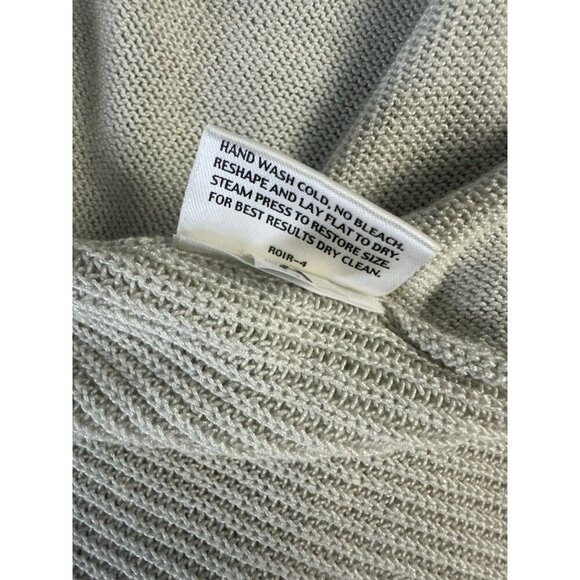 HAND WASH COLD, NO BLEACH.
RESHAPE AND LAY FLAT TO DRY.
STEAM PRESS TO RESTORE SIZE.
FOR BEST RESULTS DRY CLEAN.
ROIR-4